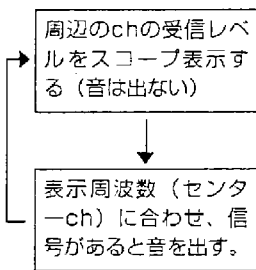 周辺のchの受信レベ
ルをスコープ表示す
る（音は出ない）
表示周波数（センタ
ーch）に合わせ、信
号があると音を出す。